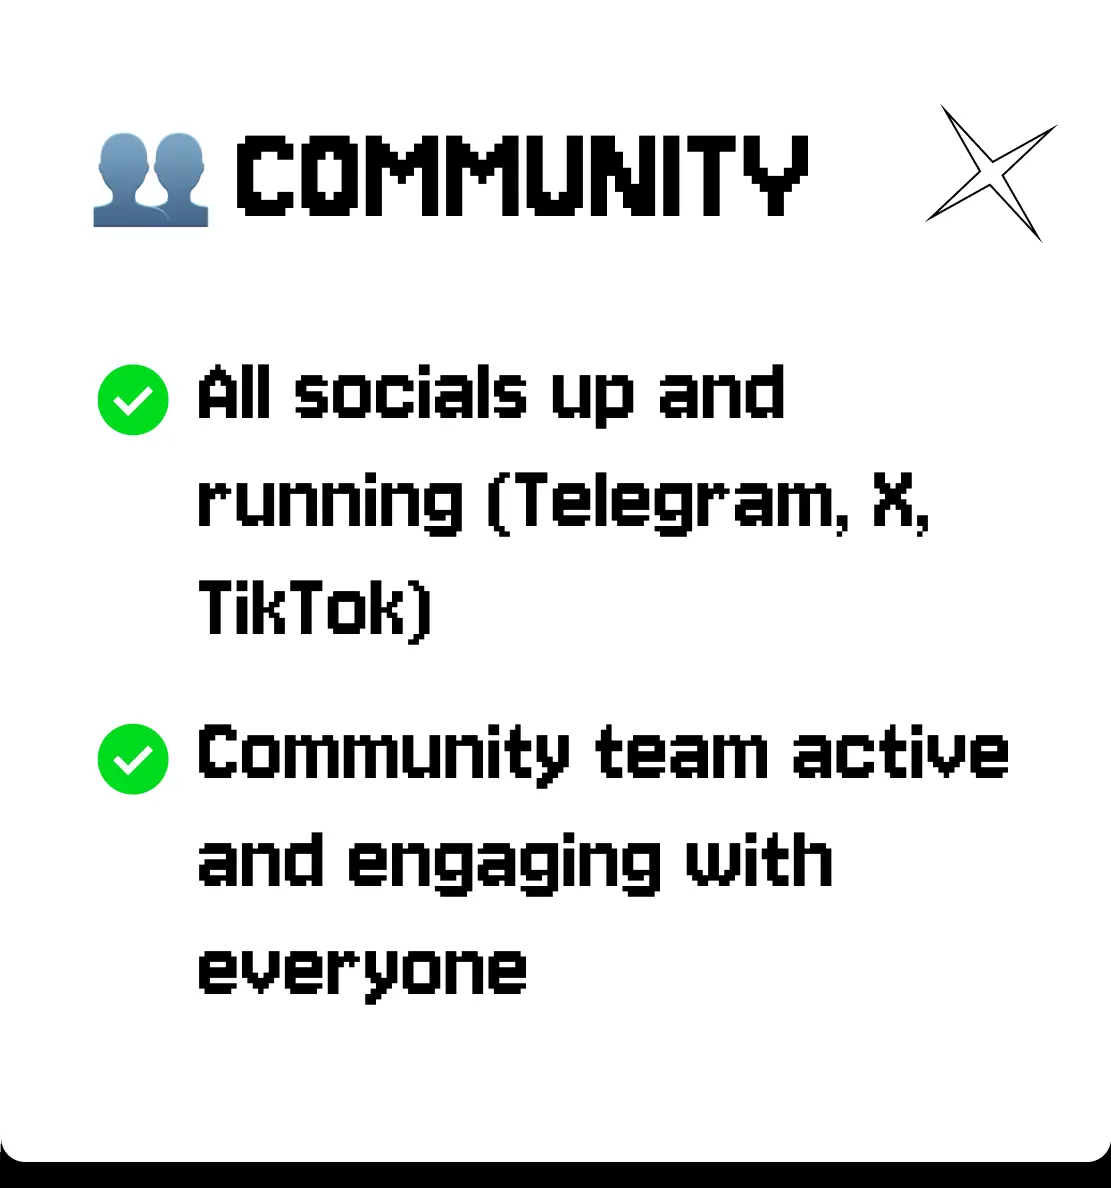 COMMUNITY
All socials up and
running (Telegram, X,
TikTok)
Community team active
and engaging with
everyone